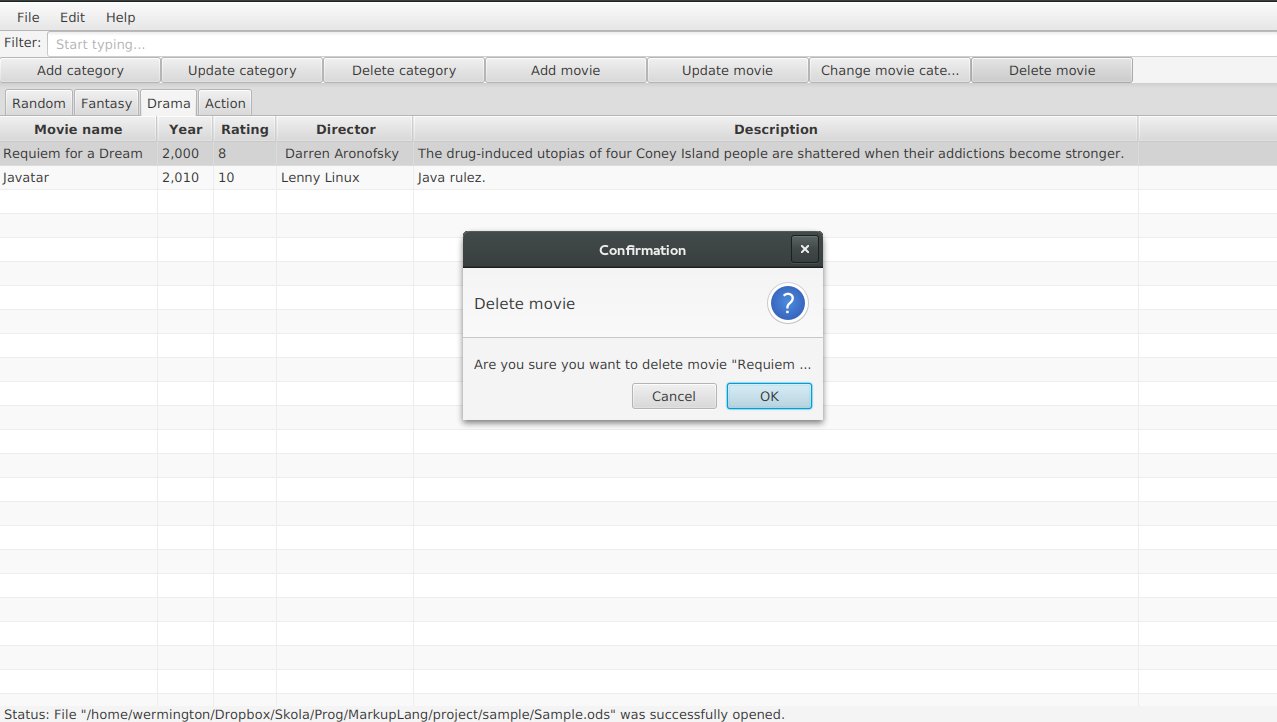 File Edit Help
Filter: Start typing...
Add category Update category Delete category Add movie Update movie Change movie cate... Delete movie
Random Fantasy Drama Action
Movie name Year Rating Director Description
Requiem for a Dream 2,000 8 Darren Aronofsky The drug-induced utopias of four Coney Island people are shattered when their addictions become stronger.
Javatar 2,010 10 Lenny Linux Java rulez.
Confirmation ×
Delete movie ?
Are you sure you want to delete movie "Requiem ...
Cancel OK
Status: File "/home/wermington/Dropbox/Skola/Prog/MarkupLang/project/sample/Sample.ods" was successfully opened.